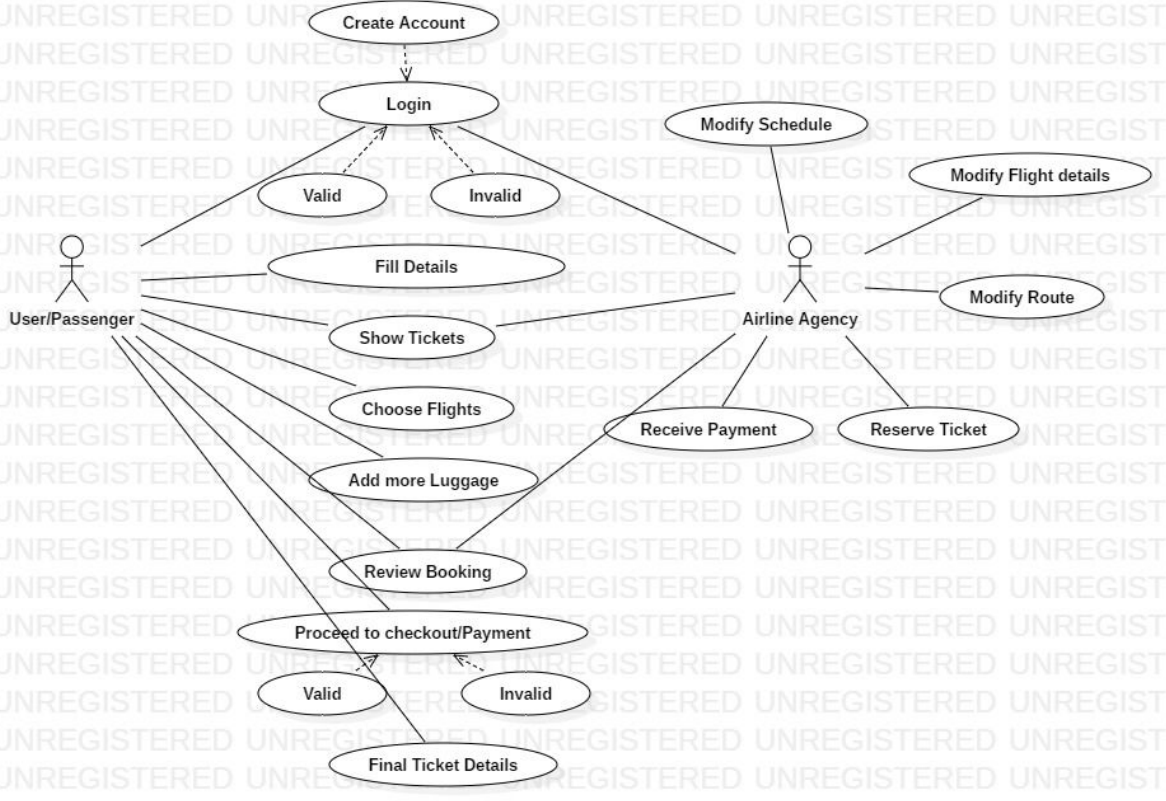 Create Account
Login
Modify Schedule
Modify Flight details
Valid
Invalid
Fill Details
Modify Route
User/Passenger
Airline Agency
Show Tickets
Choose Flights
Receive Payment
Reserve Ticket
Add more Luggage
Review Booking
Proceed to checkout/Payment
Valid
Invalid
Final Ticket Details
UNREGISTERED